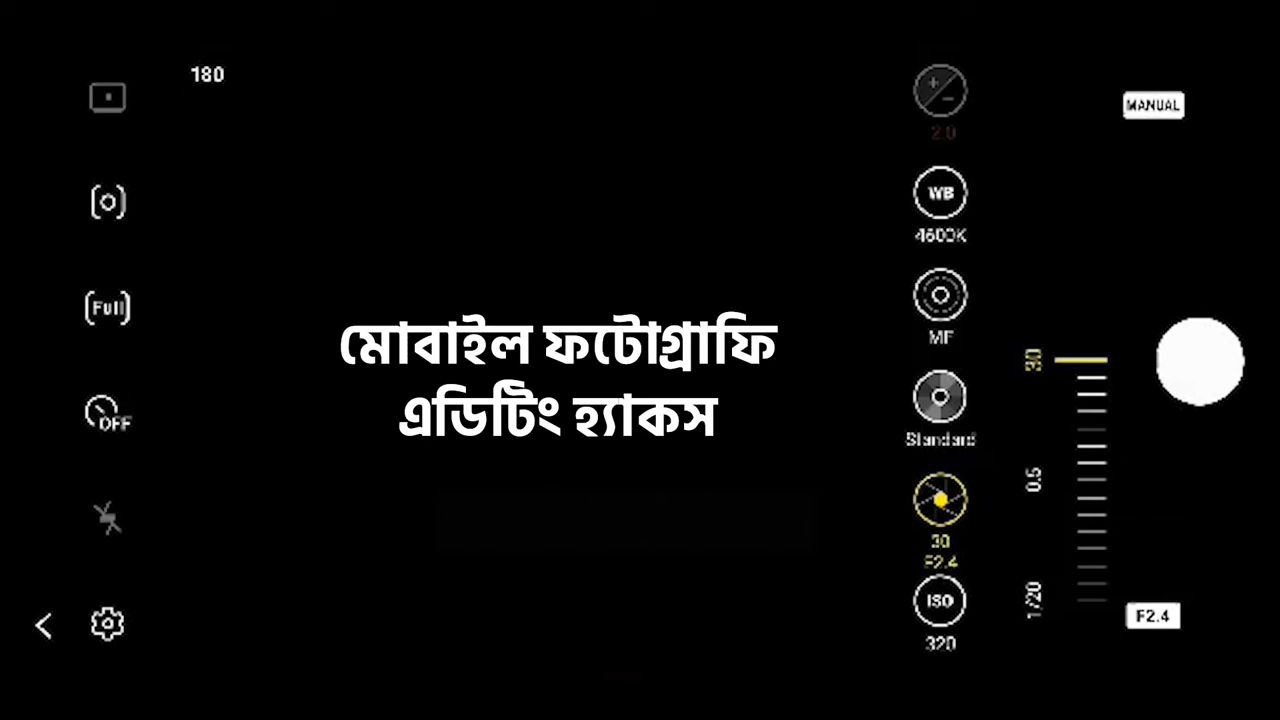 180
MANUAL
2.0
WB
4600K
Full
MF
মোবাইল ফটোগ্রাফি
এডিটিং হ্যাকস
30
Standard
OFF
0.5
30
F2.4
ISO
320
1/20
F2.4